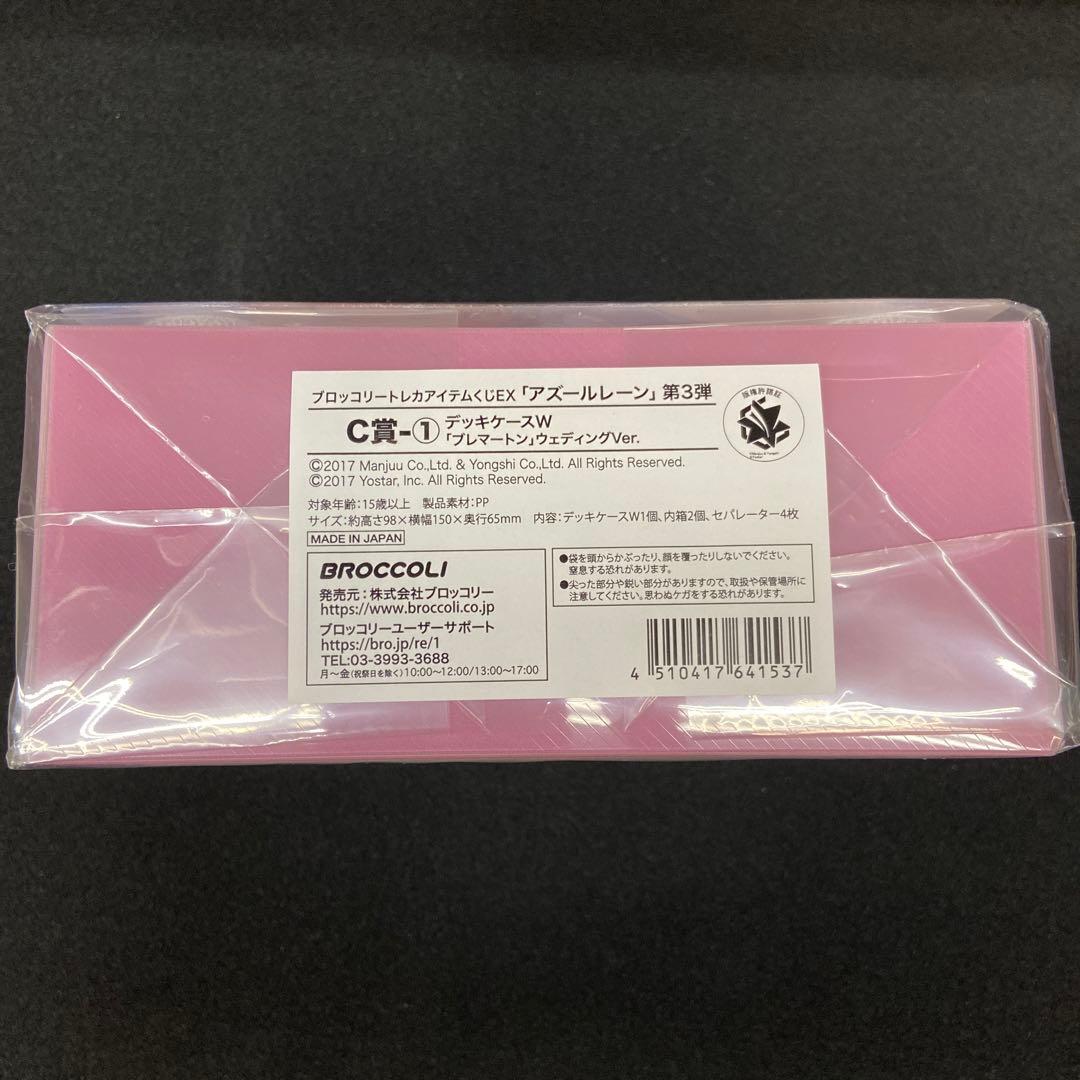 ブロッコリートレカアイテムくじEX「アズールレーン」第3弾
C賞-① デッキケースW
「ブレマートン」ウェディングVer.
版権許諾証
©Manjuu & Yongshi
©Yostar
©2017 Manjuu Co.,Ltd. & Yongshi Co.,Ltd. All Rights Reserved.
©2017 Yostar, Inc. All Rights Reserved.
対象年齢：15歳以上　製品素材：PP
サイズ：約高さ98×横幅150×奥行65mm　内容：デッキケースW1個、内箱2個、セパレーター4枚
MADE IN JAPAN
BROCCOLI
発売元：株式会社ブロッコリー
https://www.broccoli.co.jp
ブロッコリーユーザーサポート
https://bro.jp/re/1
TEL:03-3993-3688
月〜金（祝祭日を除く）10:00〜12:00/13:00〜17:00
●袋を頭からかぶったり、顔を覆ったりしないでください。
窒息する恐れがあります。
●尖った部分や鋭い部分がありますので、取扱や保管場所に
注意してください。思わぬケガをする恐れがあります。
4 510417 641537